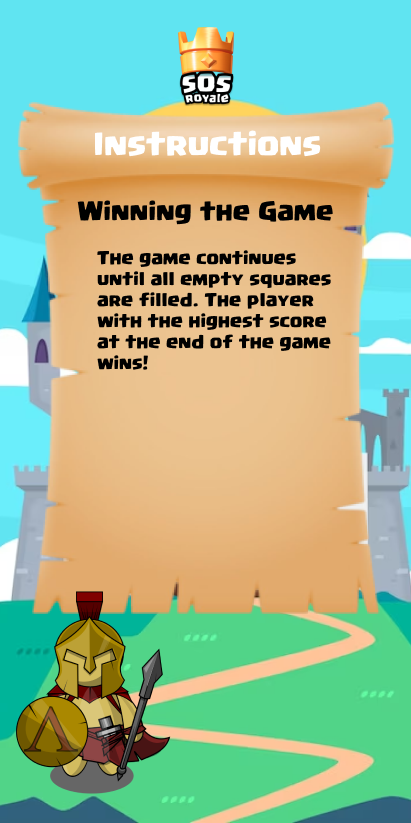 SOS
Royale
Instructions
Winning the Game
The game continues
until all empty squares
are filled. The player
with the highest score
at the end of the game
wins!
Λ